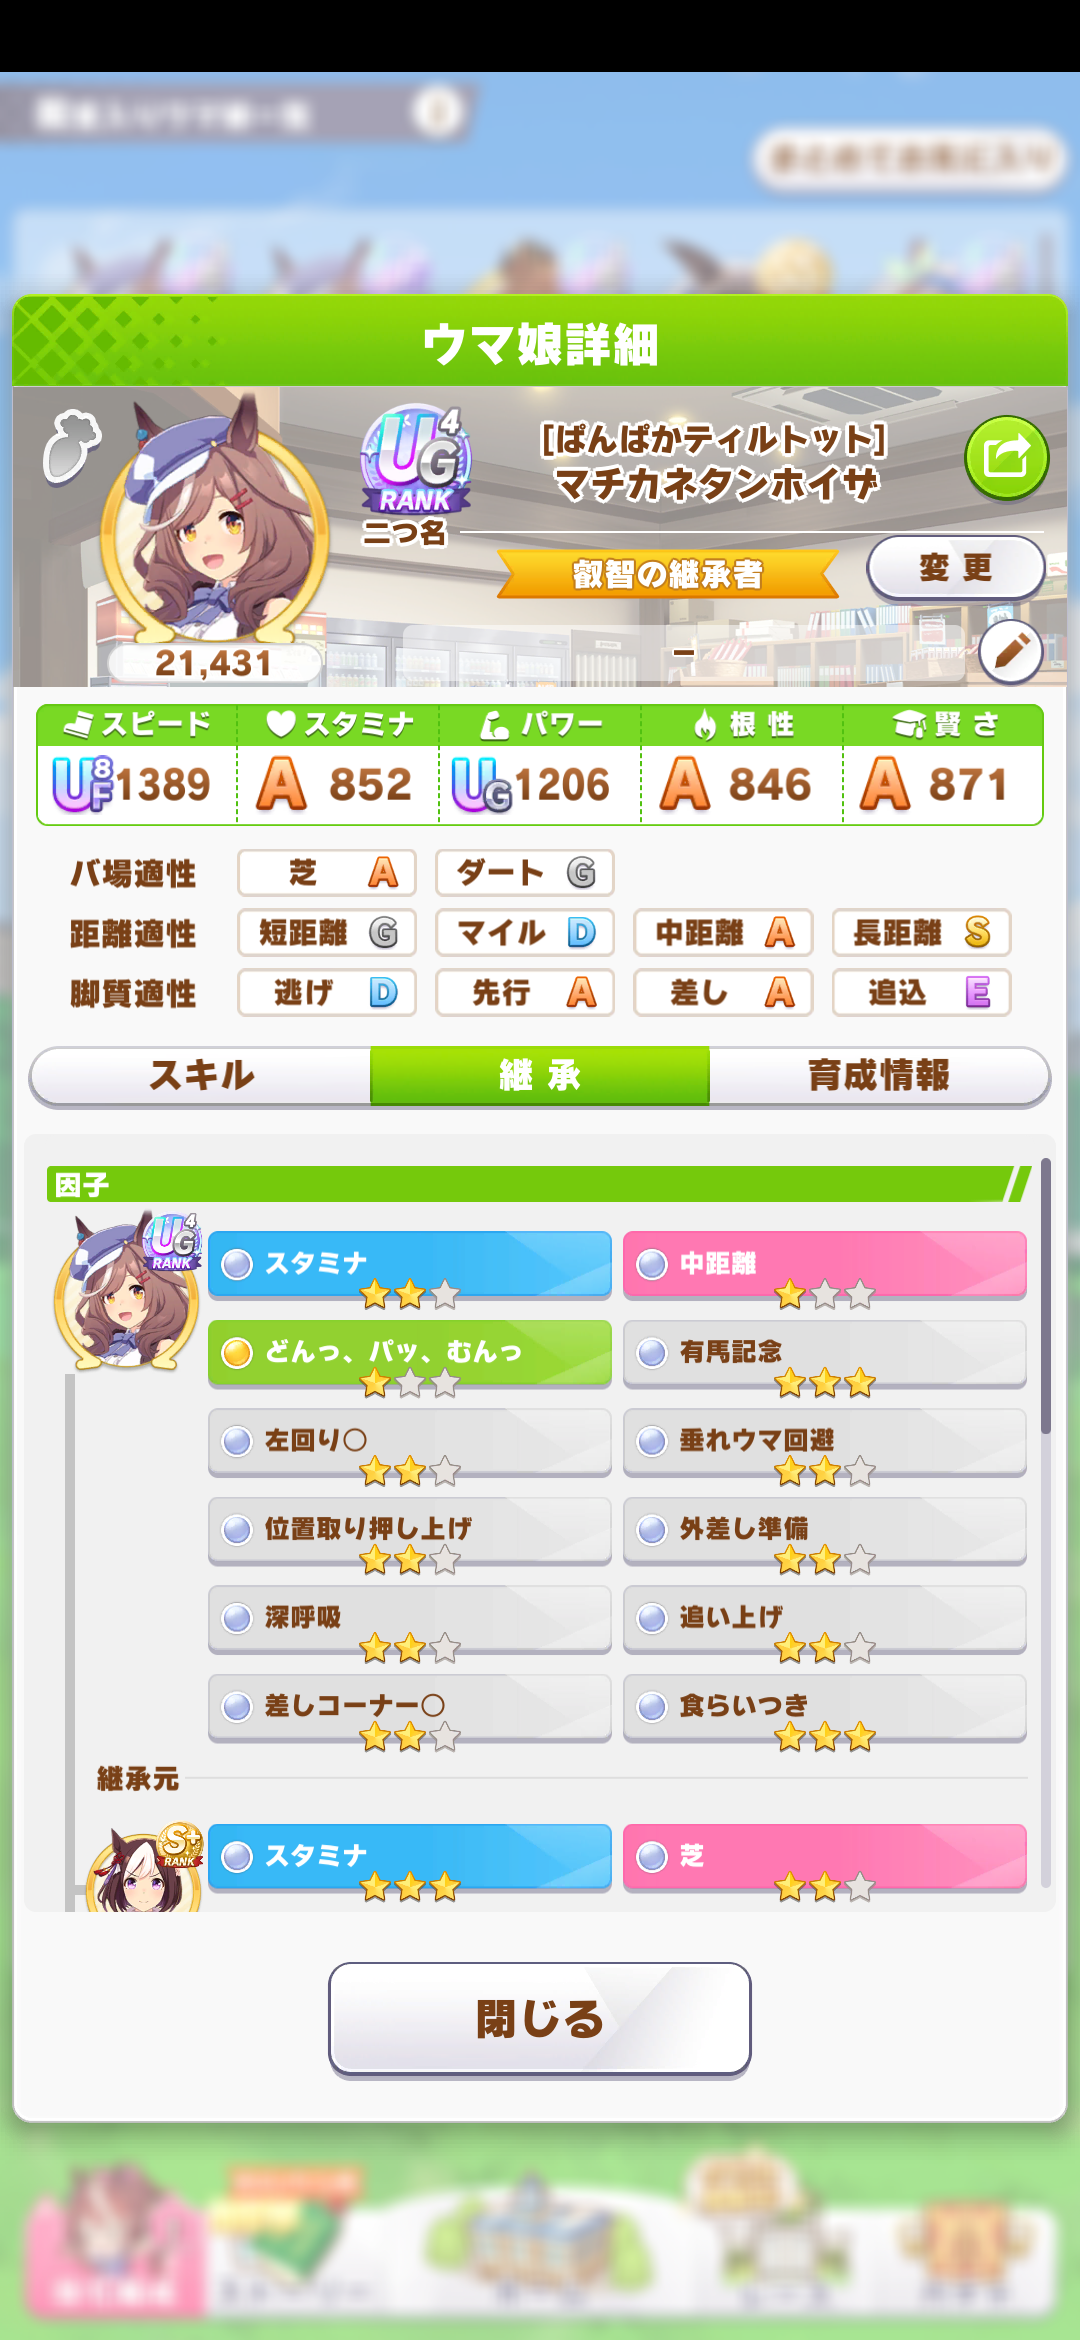 ウマ娘詳細
UG4 RANK
[ぱんぱかティルトット]
マチカネタンホイザ
二つ名
叡智の継承者
変更
21,431
–
スピード スタミナ パワー 根性 賢さ
UF8 1389 A 852 UG 1206 A 846 A 871
バ場適性 芝 A ダート G
距離適性 短距離 G マイル D 中距離 A 長距離 S
脚質適性 逃げ D 先行 A 差し A 追込 E
スキル 継承 育成情報
因子
UG4 RANK
スタミナ 中距離
どんっ、パッ、むんっ 有馬記念
左回り○ 垂れウマ回避
位置取り押し上げ 外差し準備
深呼吸 追い上げ
差しコーナー○ 食らいつき
継承元
S+ RANK
スタミナ 芝
閉じる